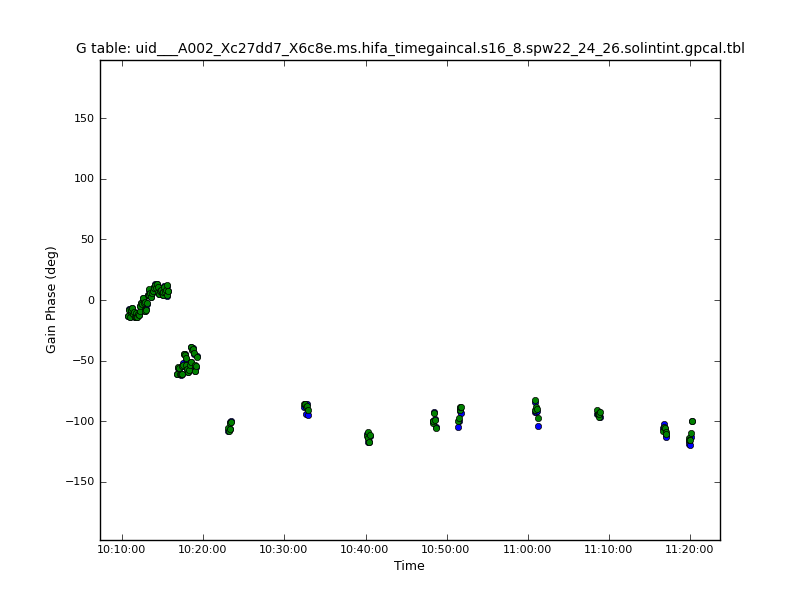 G table: uid___A002_Xc27dd7_X6c8e.ms.hifa_timegaincal.s16_8.spw22_24_26.solintint.gpcal.tbl
Gain Phase (deg)
150
100
50
0
−50
−100
−150
10:10:00 10:20:00 10:30:00 10:40:00 10:50:00 11:00:00 11:10:00 11:20:00
Time